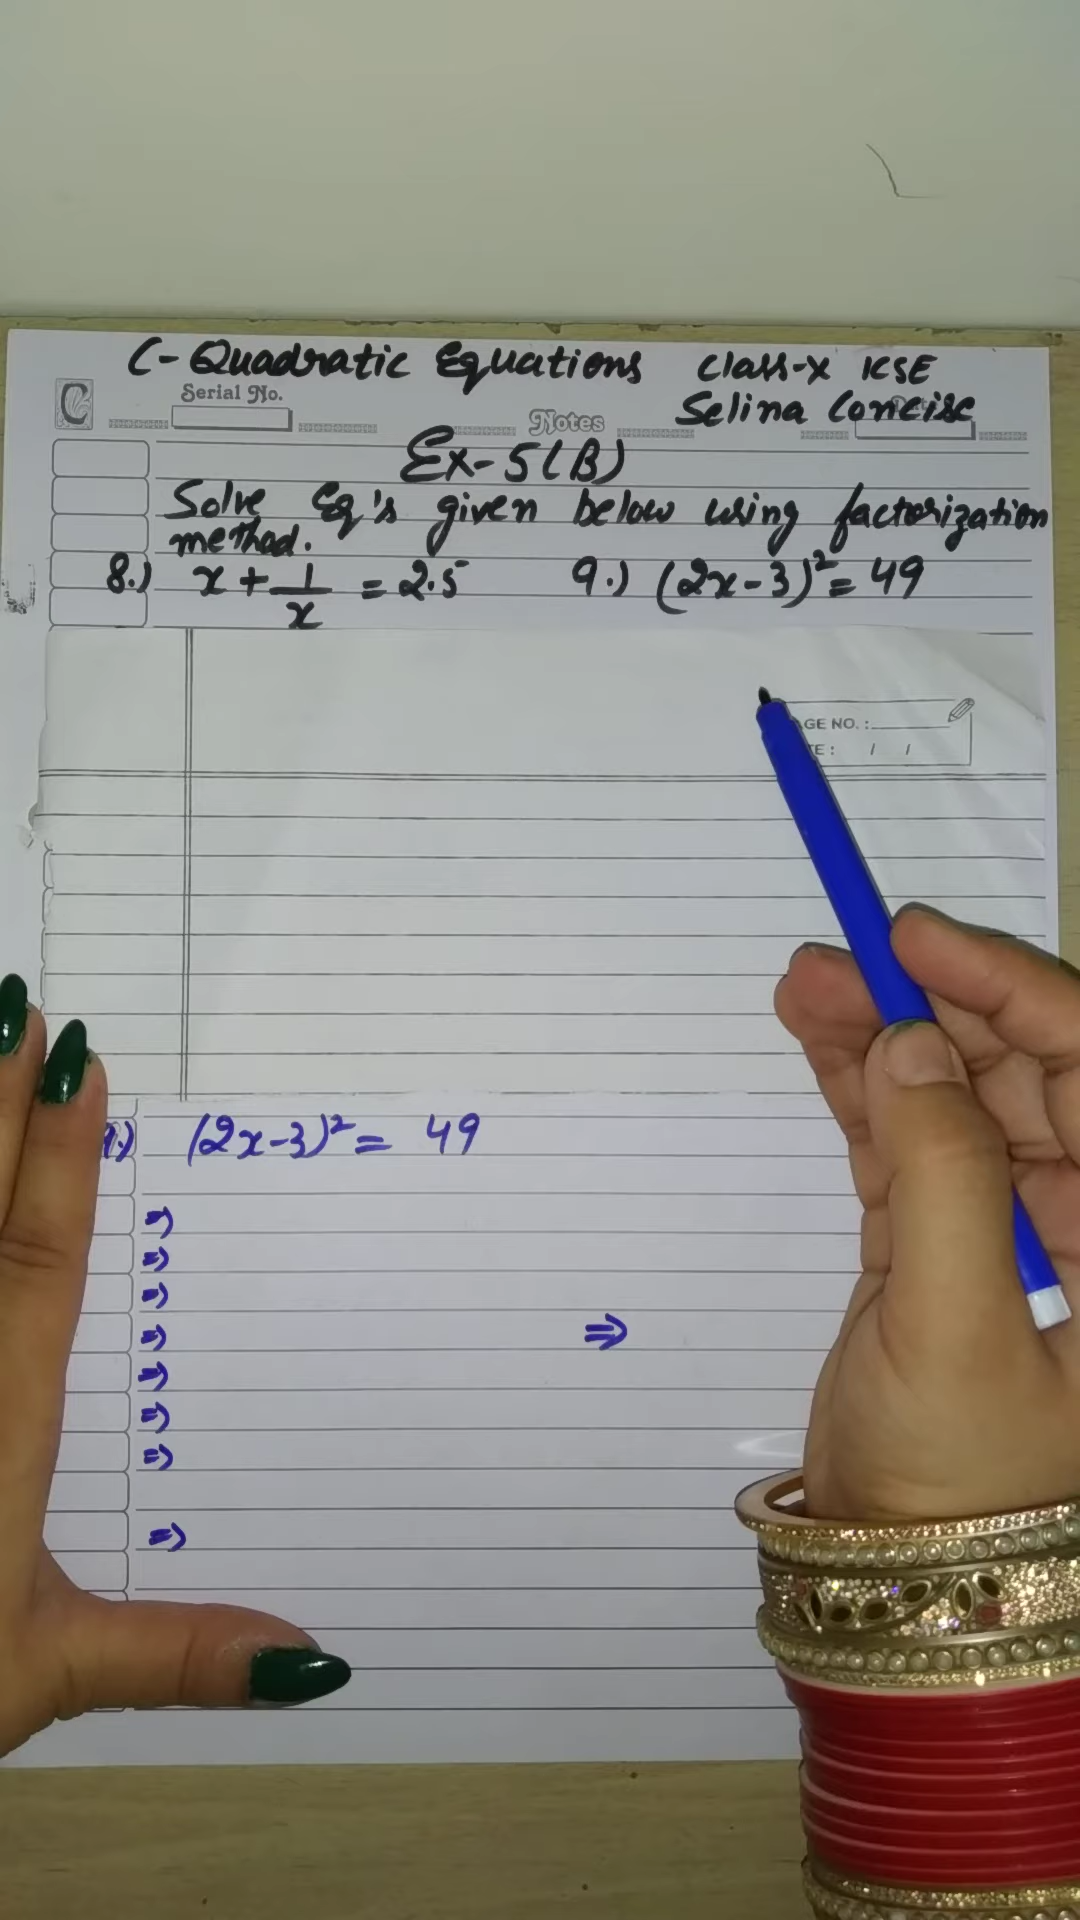 C- Quadratic Equations Class-X ICSE
Serial No.
C
Notes
Selina Concise
Ex-5(B)
Solve Eq's given below using factorization
method.
8.) x + 1/x = 2.5 9.) (2x-3)² = 49
GE NO. :
TE : / /
9.) (2x-3)² = 49
⇒
⇒
⇒
⇒ ⇒
⇒
⇒
⇒
⇒